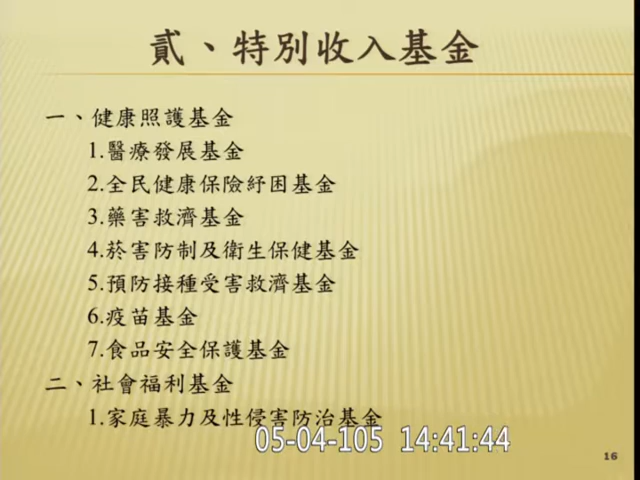 貳、特別收入基金
一、健康照護基金
1.醫療發展基金
2.全民健康保險紓困基金
3.藥害救濟基金
4.菸害防制及衛生保健基金
5.預防接種受害救濟基金
6.疫苗基金
7.食品安全保護基金
二、社會福利基金
1.家庭暴力及性侵害防治基金
05-04-105 14:41:44
16